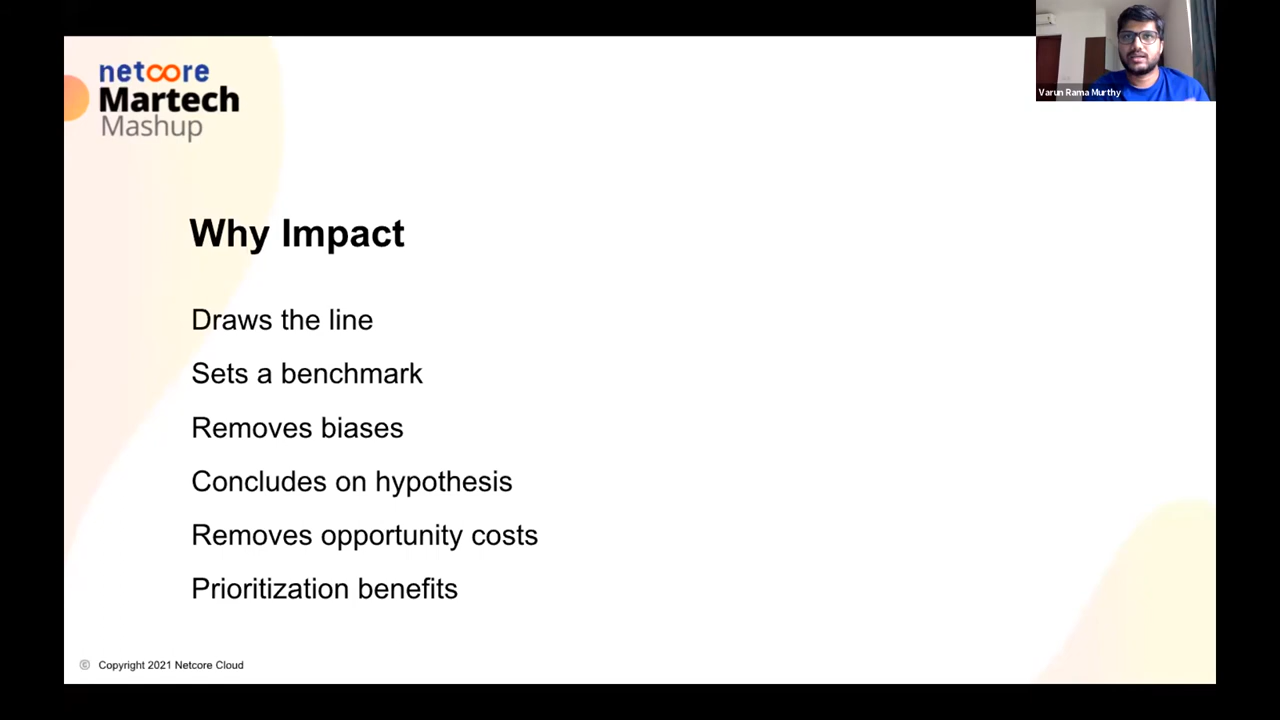 netcore
Martech
Mashup
Varun Rama Murthy
Why Impact
Draws the line
Sets a benchmark
Removes biases
Concludes on hypothesis
Removes opportunity costs
Prioritization benefits
© Copyright 2021 Netcore Cloud